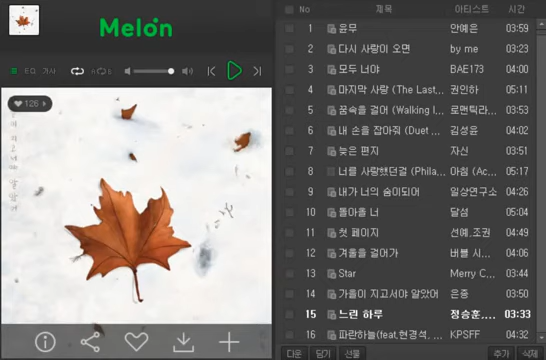 Melon
EQ 가사
126
No 제목 아티스트 시간
1 윤무 안예은 03:59
2 다시 사랑이 오면 by me 03:23
3 모두 너야 BAE173 04:00
4 마지막 사랑 (The Last,... 권인하 05:11
5 꿈속을 걸어 (Walking I... 로맨틱라... 03:53
6 내 손을 잡아줘 (Duet ... 김성윤 04:02
7 늦은 편지 자신 03:51
8 너를 사랑했던걸 (Phila... 아침 (Ac... 05:17
9 내가 너의 숨이되어 일상연구소 04:26
10 돌아올 너 달섬 05:04
11 첫 페이지 선예,조권 04:49
12 겨울을 걸어가 버블 시... 04:06
13 Star Merry C... 03:44
14 가을이 지고서야 알았어 은종 03:50
15 느린 하루 정승훈,... 03:33
16 파란하늘(feat,현경석, ... KPSFF 04:32
다운 담기 선물 추가 삭제